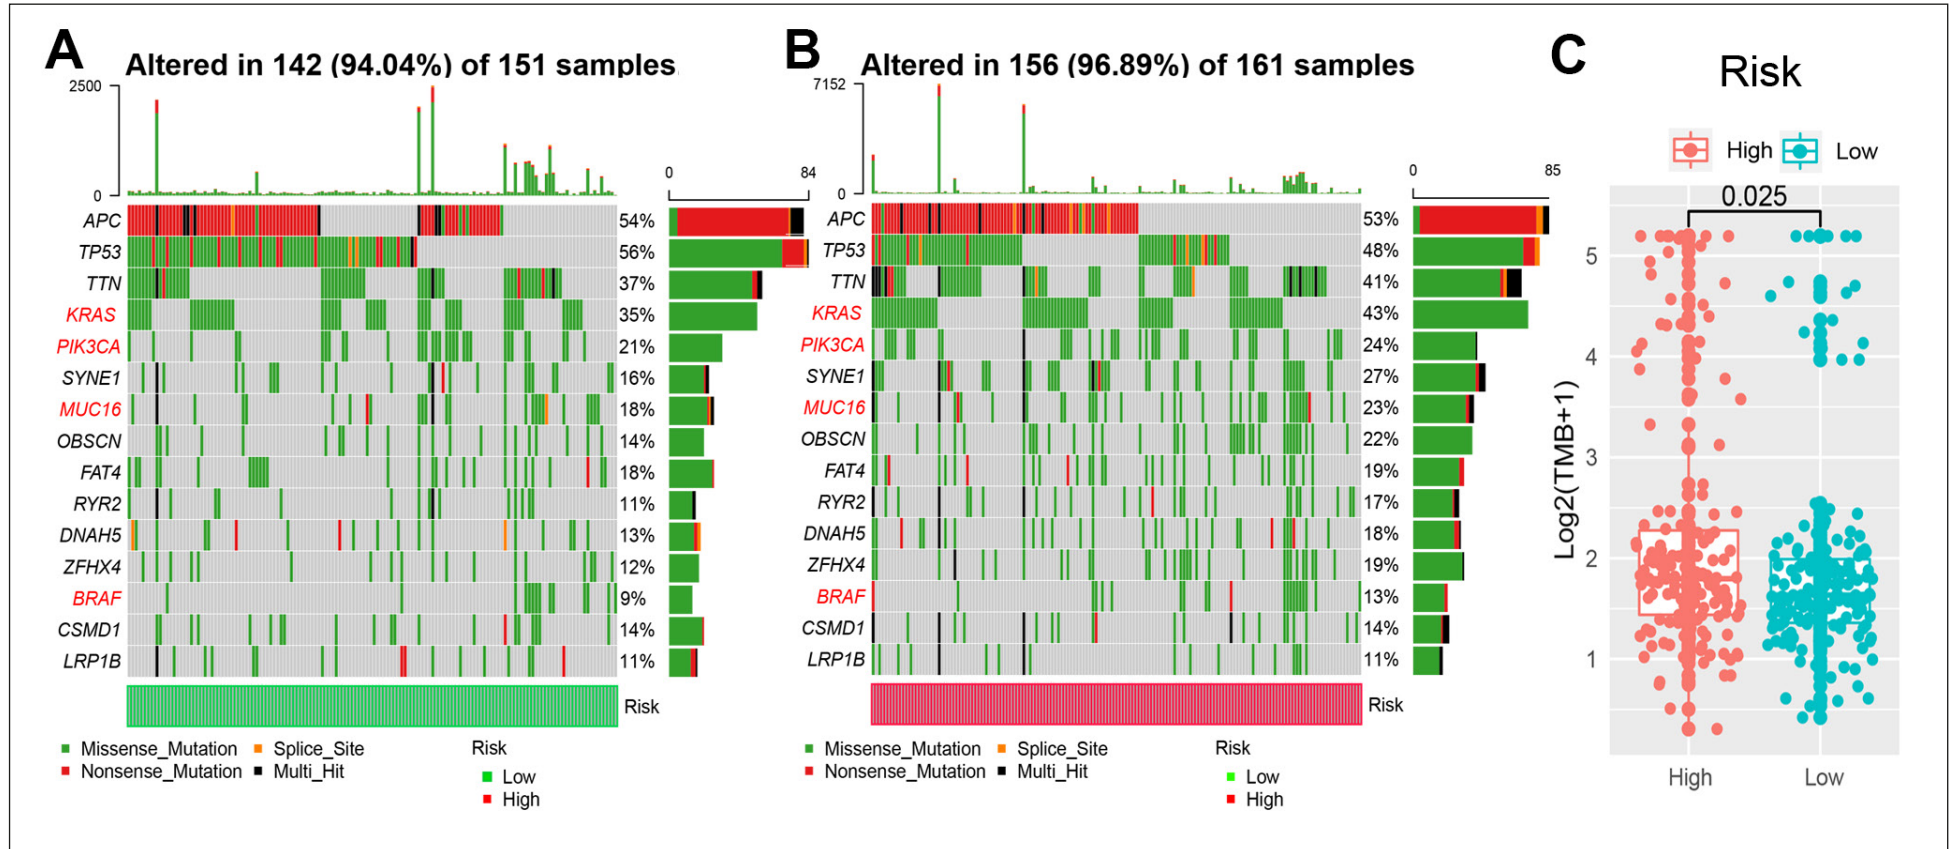 A
Altered in 142 (94.04%) of 151 samples
2500
0
0 84
APC 54%
TP53 56%
TTN 37%
KRAS 35%
PIK3CA 21%
SYNE1 16%
MUC16 18%
OBSCN 14%
FAT4 18%
RYR2 11%
DNAH5 13%
ZFHX4 12%
BRAF 9%
CSMD1 14%
LRP1B 11%
Risk
Missense_Mutation Splice_Site Risk
Nonsense_Mutation Multi_Hit
Low
High
B
Altered in 156 (96.89%) of 161 samples
7152
0
0 85
APC 53%
TP53 48%
TTN 41%
KRAS 43%
PIK3CA 24%
SYNE1 27%
MUC16 23%
OBSCN 22%
FAT4 19%
RYR2 17%
DNAH5 18%
ZFHX4 19%
BRAF 13%
CSMD1 14%
LRP1B 11%
Risk
Missense_Mutation Splice_Site Risk
Nonsense_Mutation Multi_Hit
Low
High
C
Risk
High Low
0.025
Log2(TMB+1)
5
4
3
2
1
High Low